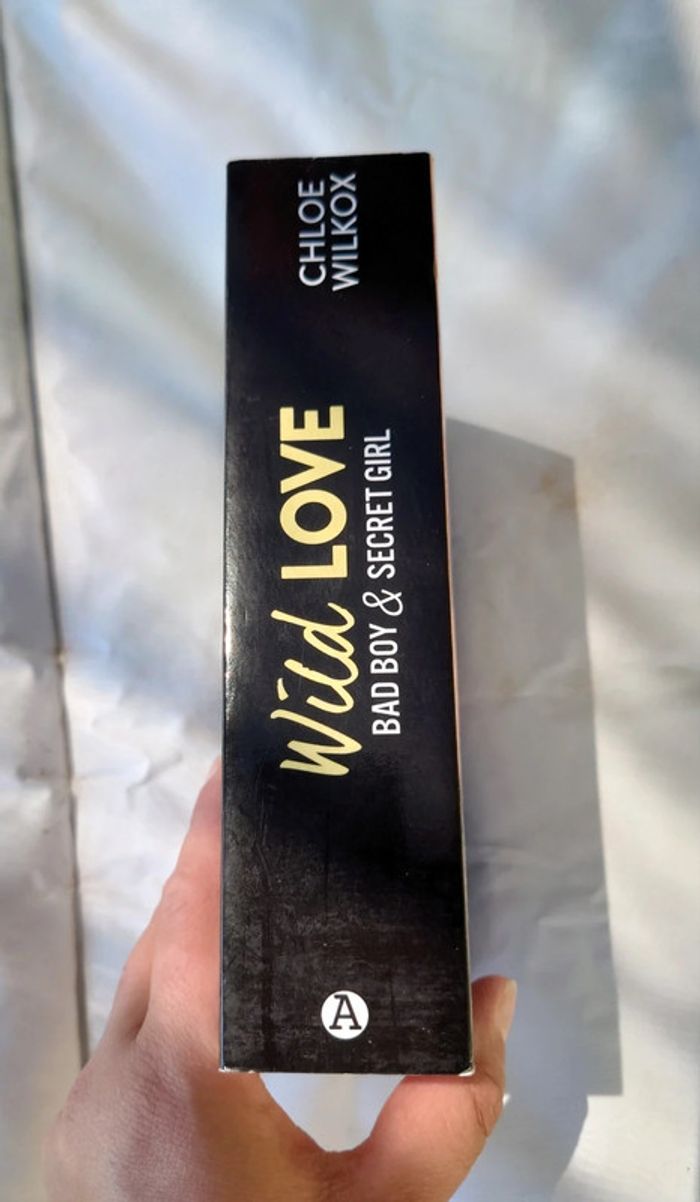 CHLOE
WILKOX
Wild LOVE
BAD BOY & SECRET GIRL
A